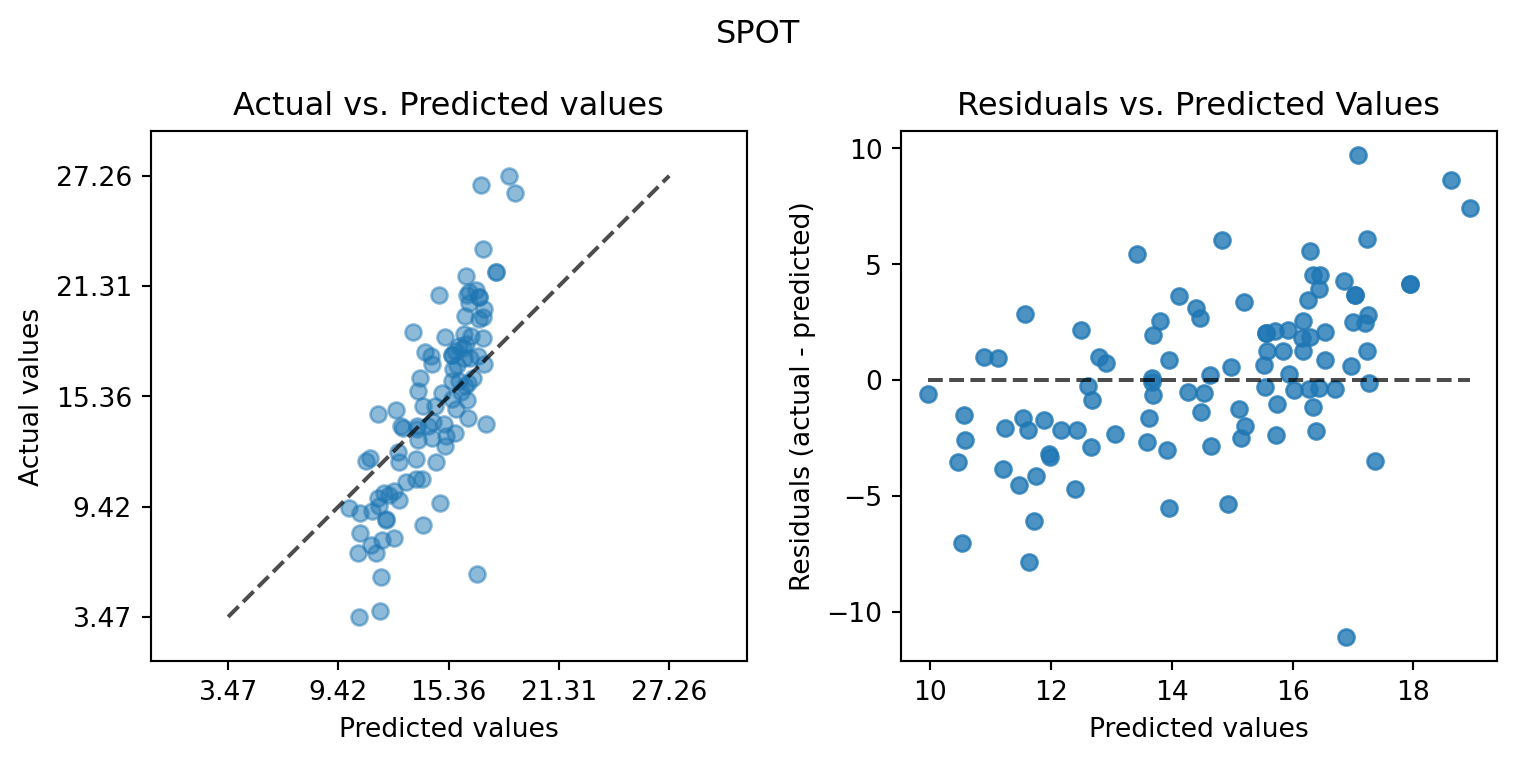 SPOT
Actual vs. Predicted values
Actual values
27.26
21.31
15.36
9.42
3.47
3.47 9.42 15.36 21.31 27.26
Predicted values
Residuals vs. Predicted Values
Residuals (actual - predicted)
10
5
0
−5
−10
10 12 14 16 18
Predicted values